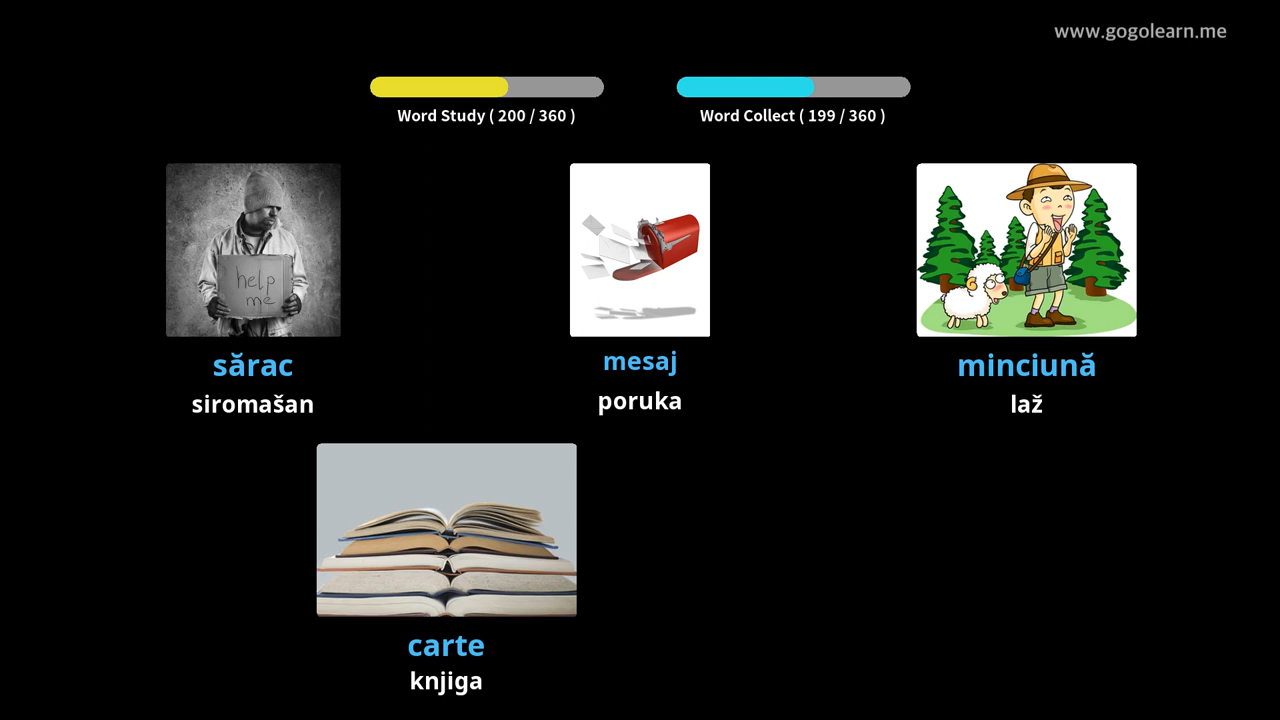 www.gogolearn.me
Word Study ( 200 / 360 )
Word Collect ( 199 / 360 )
help
me
sărac
siromašan
mesaj
poruka
minciună
laž
carte
knjiga